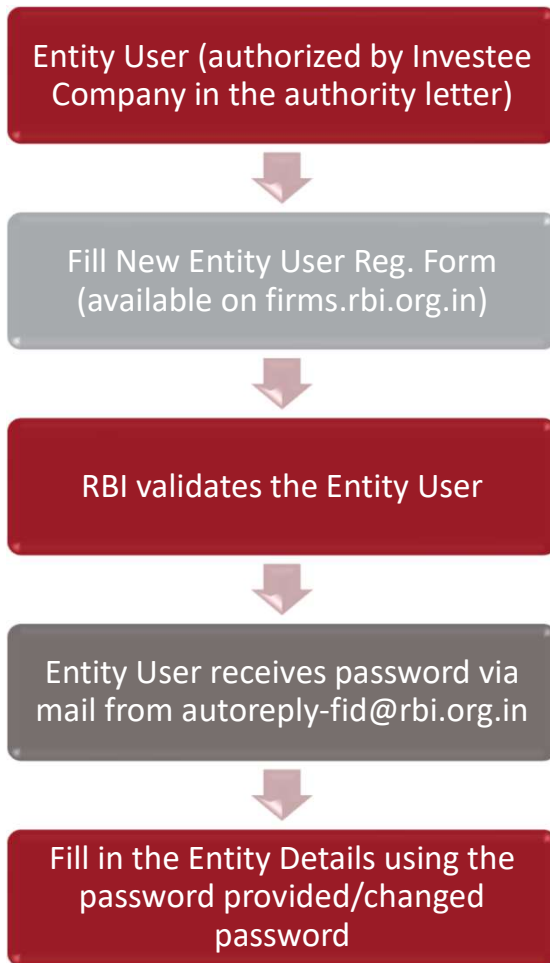 Entity User (authorized by Investee
Company in the authority letter)
Fill New Entity User Reg. Form
(available on firms.rbi.org.in)
RBI validates the Entity User
Entity User receives password via
mail from autoreply-fid@rbi.org.in
Fill in the Entity Details using the
password provided/changed
password